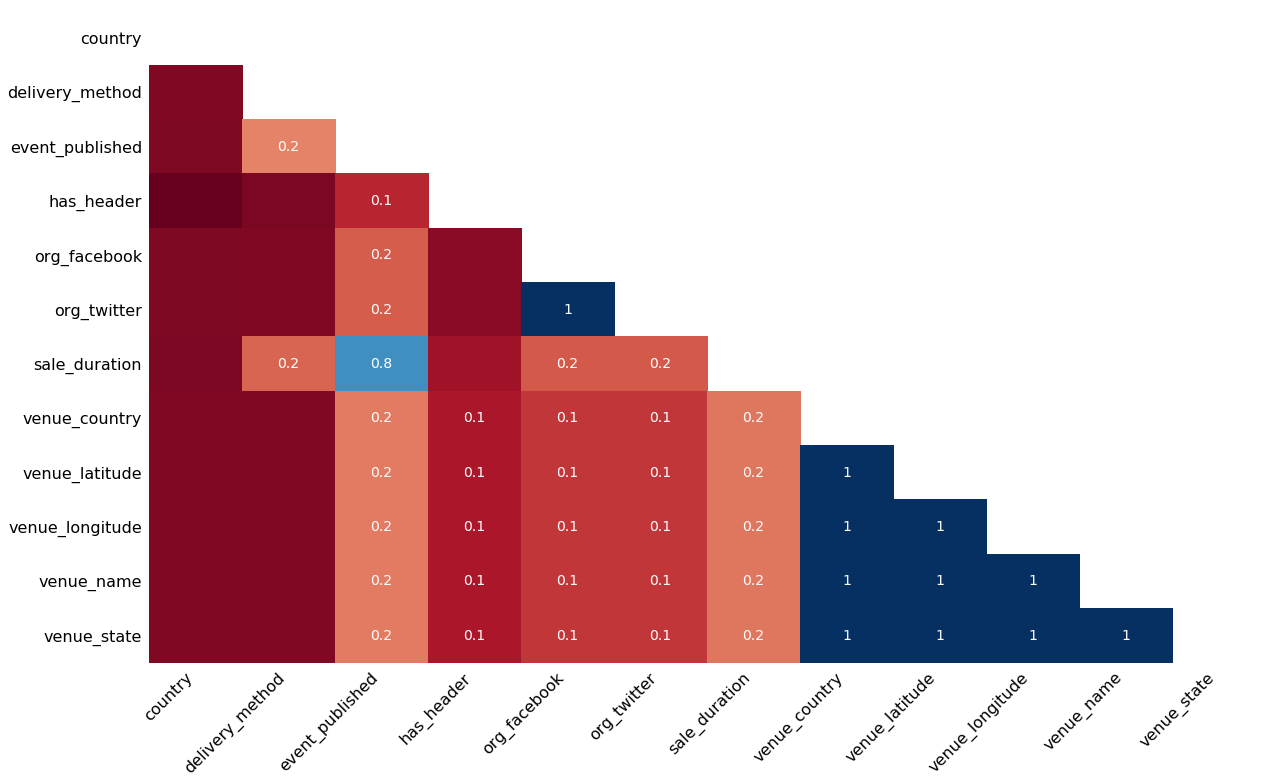 country
delivery_method
event_published 0.2
has_header 0.1
org_facebook 0.2
org_twitter 0.2 1
sale_duration 0.2 0.8 0.2 0.2
venue_country 0.2 0.1 0.1 0.1 0.2
venue_latitude 0.2 0.1 0.1 0.1 0.2 1
venue_longitude 0.2 0.1 0.1 0.1 0.2 1 1
venue_name 0.2 0.1 0.1 0.1 0.2 1 1 1
venue_state 0.2 0.1 0.1 0.1 0.2 1 1 1 1
country delivery_method event_published has_header org_facebook org_twitter sale_duration venue_country venue_latitude venue_longitude venue_name venue_state